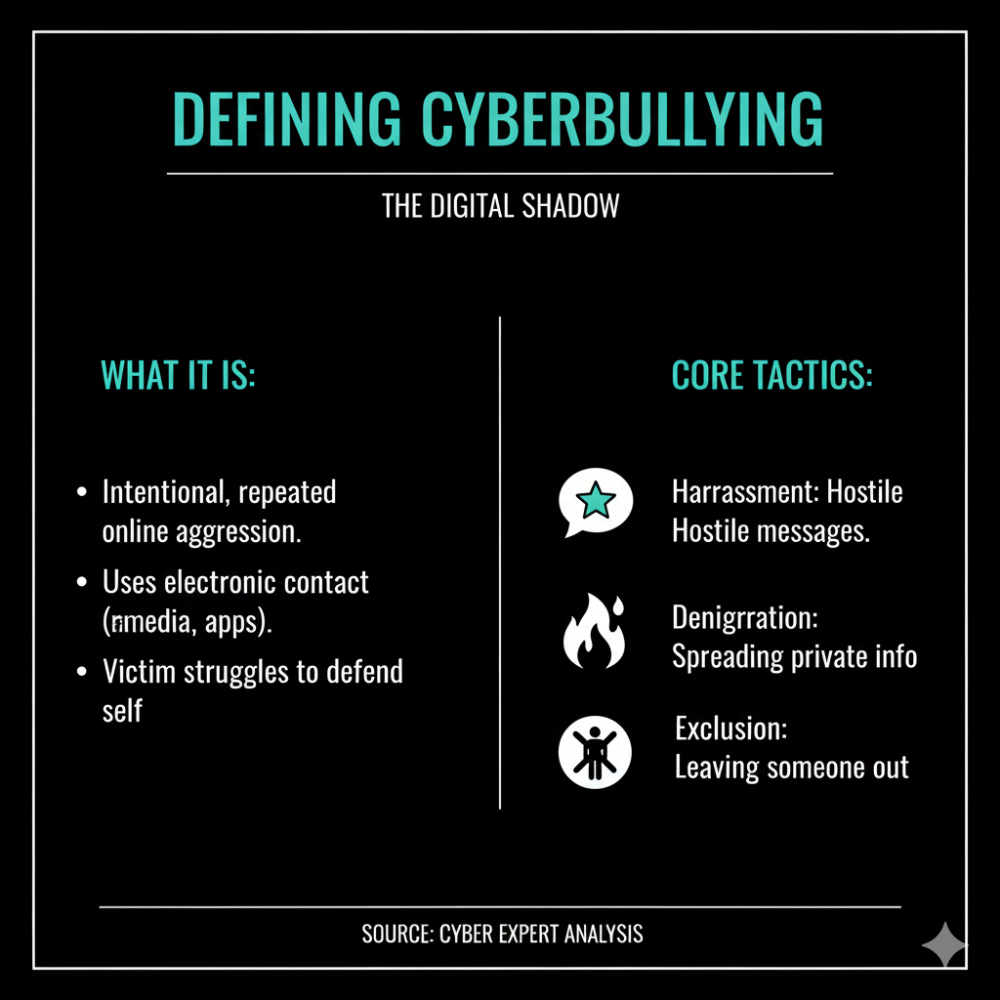 DEFINING CYBERBULLYING
THE DIGITAL SHADOW
WHAT IT IS:
• Intentional, repeated
online aggression.
• Uses electronic contact
apps).
• Victim struggles to defend
self
CORE TACTICS:
Harrassment: Hostile
Hostile messages.
Denigrration:
Spreading private info
Exclusion:
Leaving someone out
SOURCE: CYBER EXPERT ANALYSIS